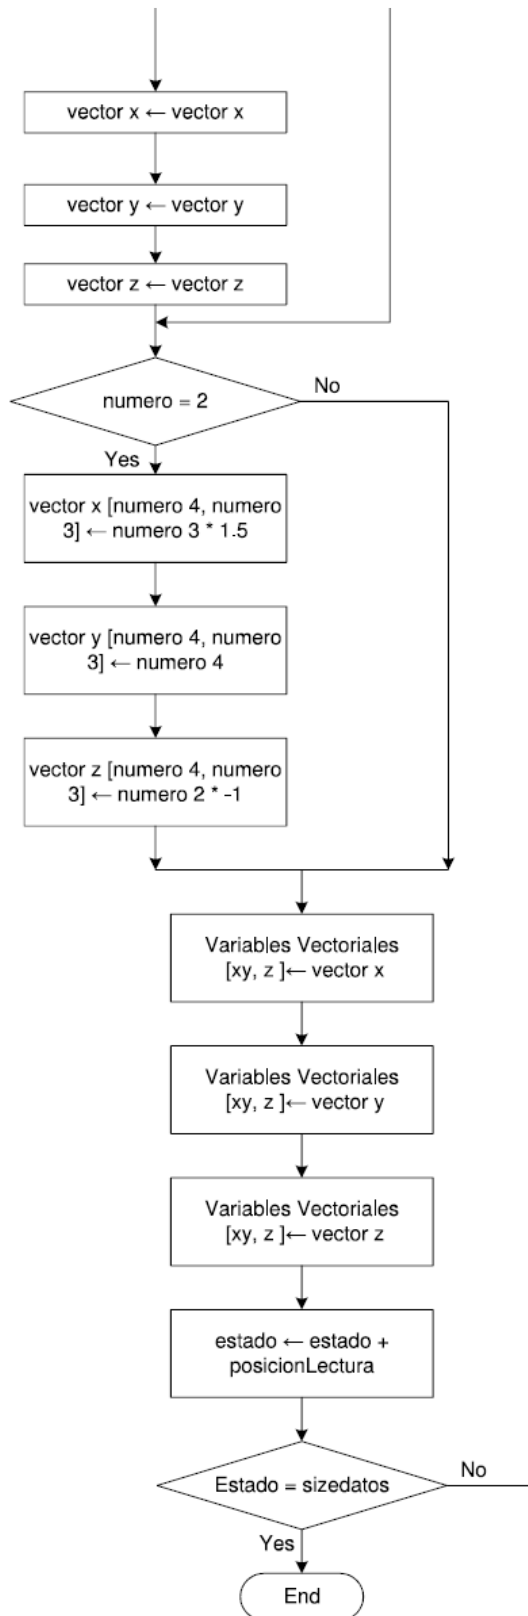 vector x ← vector x
vector y ← vector y
vector z ← vector z
numero = 2
No
Yes
vector x [numero 4, numero
3] ← numero 3 * 1.5
vector y [numero 4, numero
3] ← numero 4
vector z [numero 4, numero
3] ← numero 2 * -1
Variables Vectoriales
[xy, z ]← vector x
Variables Vectoriales
[xy, z ]← vector y
Variables Vectoriales
[xy, z ]← vector z
estado ← estado +
posicionLectura
Estado = sizedatos
No
Yes
End